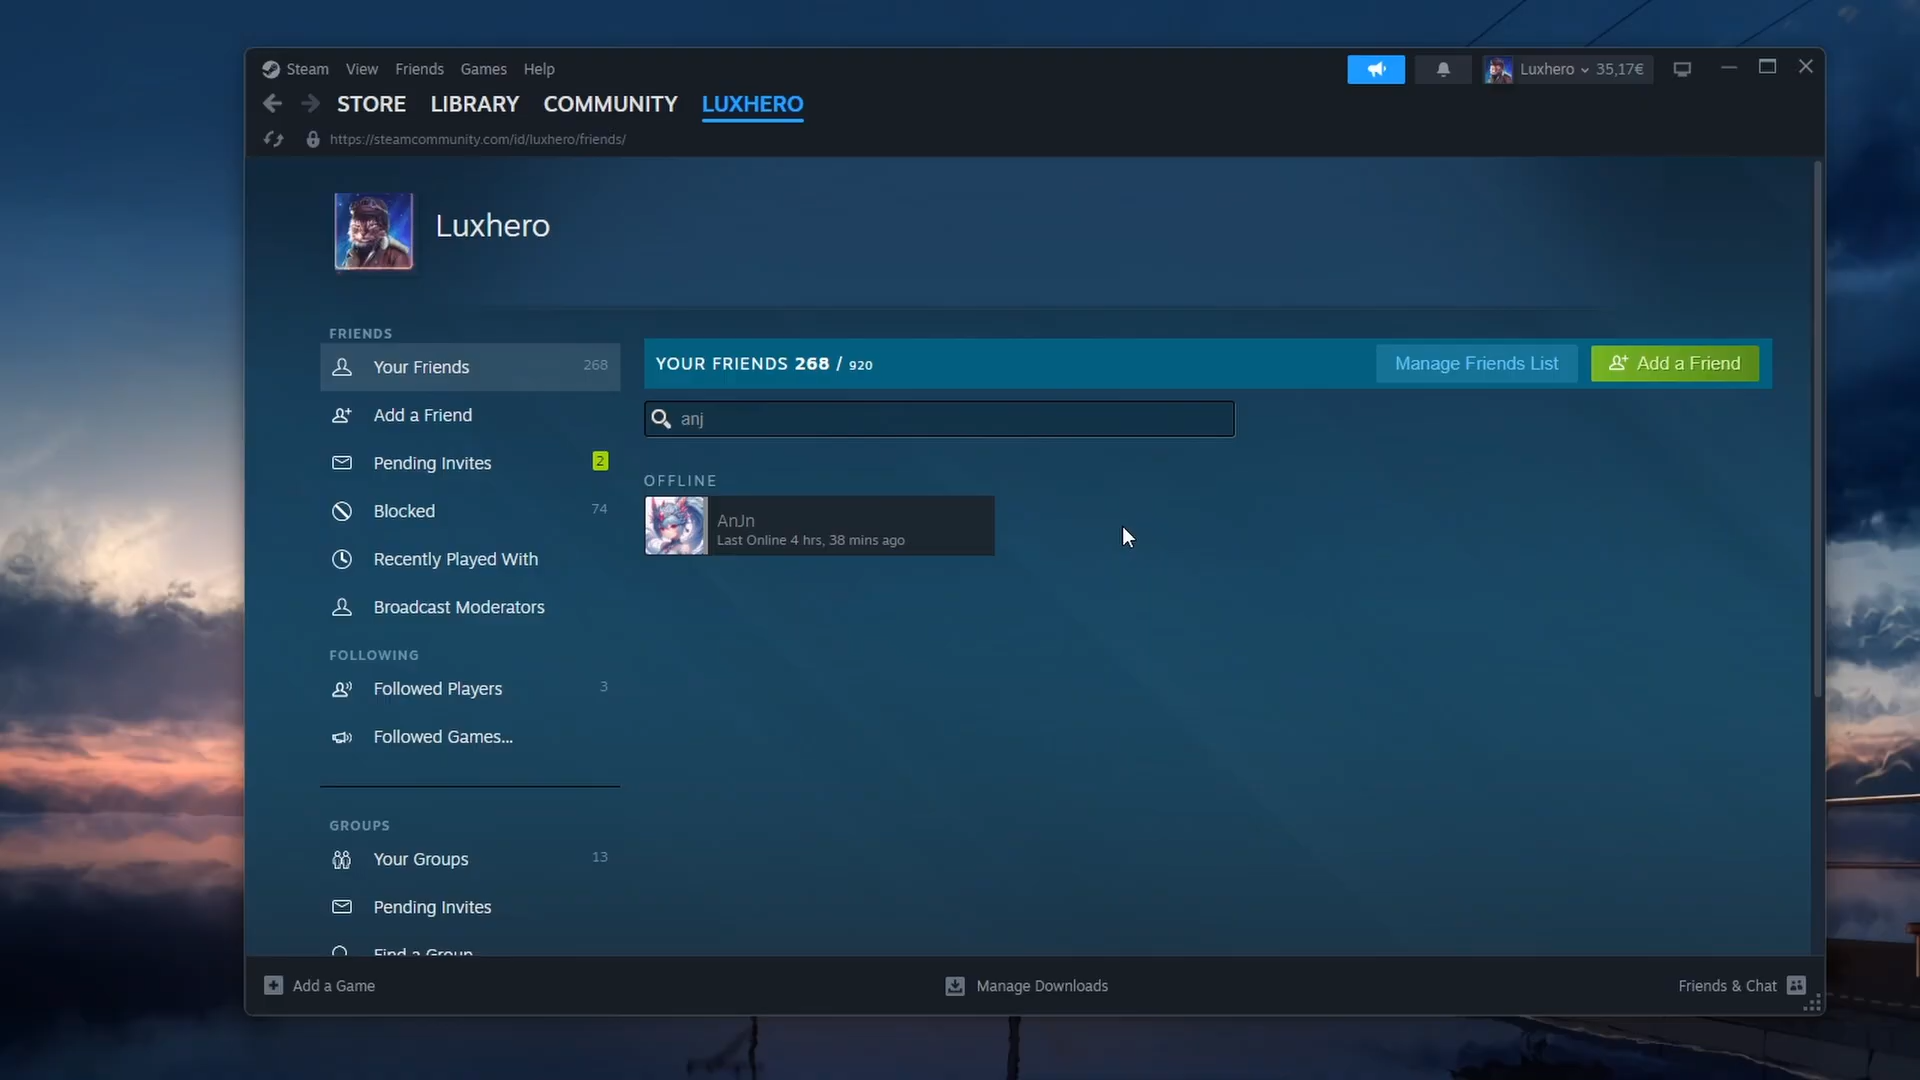 Steam View Friends Games Help Luxhero 35,17€
STORE LIBRARY COMMUNITY LUXHERO
https://steamcommunity.com/id/luxhero/friends/
Luxhero
FRIENDS
Your Friends 268
Add a Friend
Pending Invites 2
Blocked 74
Recently Played With
Broadcast Moderators
FOLLOWING
Followed Players 3
Followed Games...
GROUPS
Your Groups 13
Pending Invites
Find a Group
YOUR FRIENDS 268 / 920 Manage Friends List Add a Friend
anj
OFFLINE
AnJn
Last Online 4 hrs, 38 mins ago
Add a Game Manage Downloads Friends & Chat